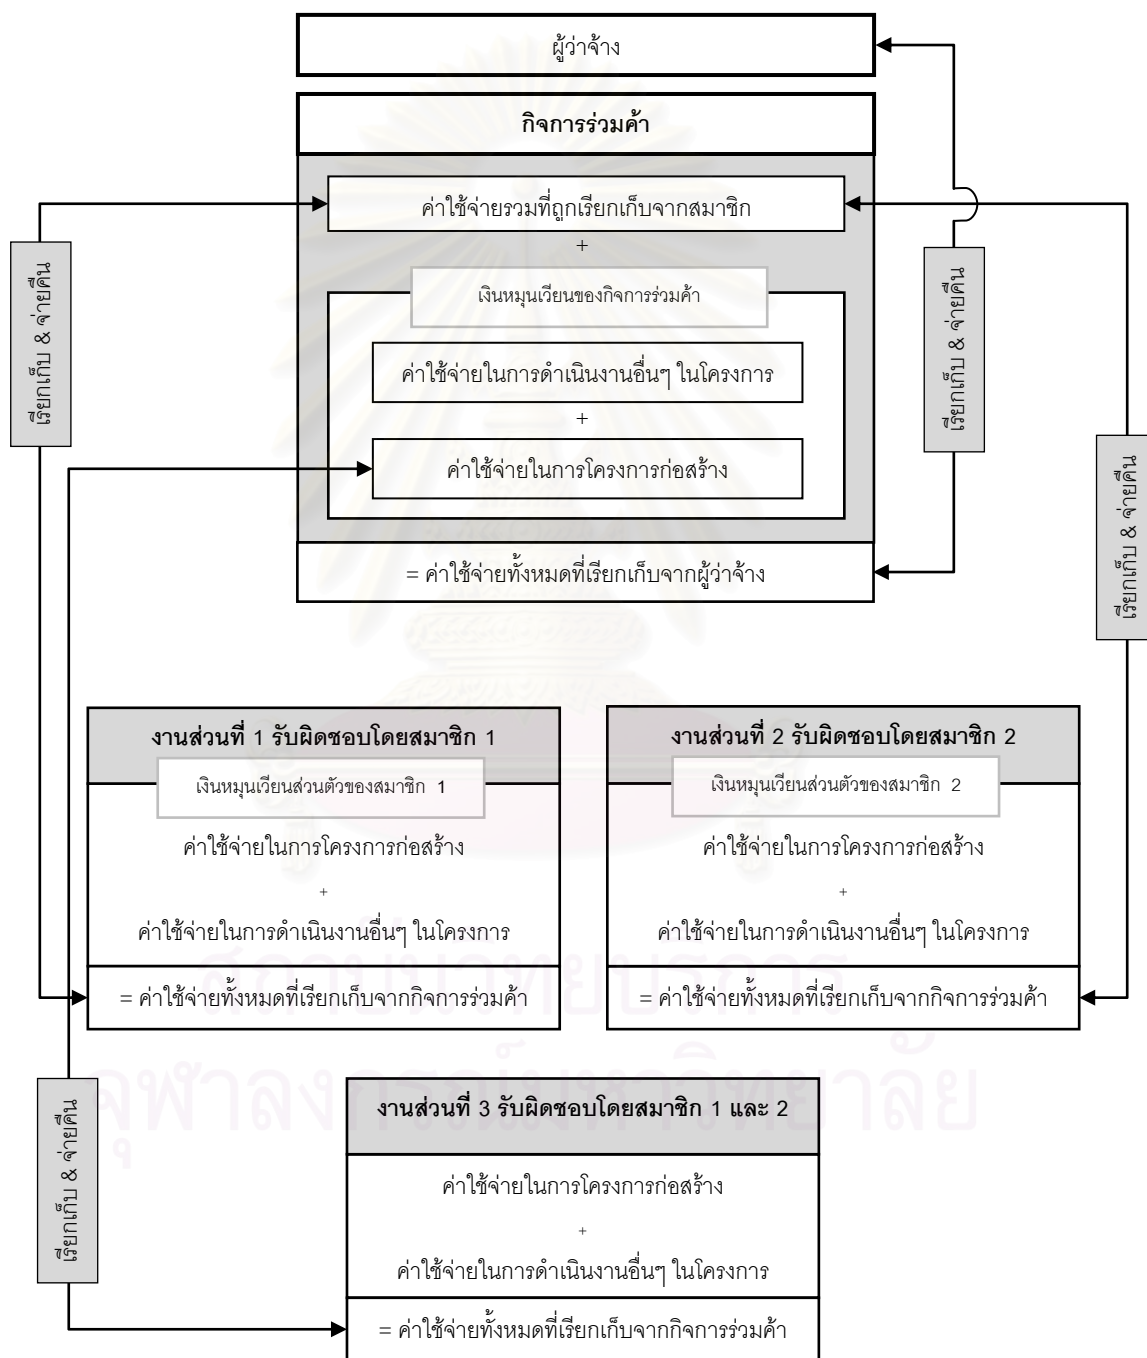 ผู้ว่าจ้าง
กิจการร่วมค้า
ค่าใช้จ่ายรวมที่ถูกเรียกเก็บจากสมาชิก
+
เงินหมุนเวียนของกิจการร่วมค้า
ค่าใช้จ่ายในการดำเนินงานอื่นๆ ในโครงการ
+
ค่าใช้จ่ายในการโครงการก่อสร้าง
= ค่าใช้จ่ายทั้งหมดที่เรียกเก็บจากผู้ว่าจ้าง
เรียกเก็บ & จ่ายคืน
เรียกเก็บ & จ่ายคืน
เรียกเก็บ & จ่ายคืน
งานส่วนที่ 1 รับผิดชอบโดยสมาชิก 1
เงินหมุนเวียนส่วนตัวของสมาชิก 1
ค่าใช้จ่ายในการโครงการก่อสร้าง
+
ค่าใช้จ่ายในการดำเนินงานอื่นๆ ในโครงการ
= ค่าใช้จ่ายทั้งหมดที่เรียกเก็บจากกิจการร่วมค้า
งานส่วนที่ 2 รับผิดชอบโดยสมาชิก 2
เงินหมุนเวียนส่วนตัวของสมาชิก 2
ค่าใช้จ่ายในการโครงการก่อสร้าง
+
ค่าใช้จ่ายในการดำเนินงานอื่นๆ ในโครงการ
= ค่าใช้จ่ายทั้งหมดที่เรียกเก็บจากกิจการร่วมค้า
สถาบันวิทยบริการ
จุฬาลงกรณ์มหาวิทยาลัย
เรียกเก็บ & จ่ายคืน
งานส่วนที่ 3 รับผิดชอบโดยสมาชิก 1 และ 2
ค่าใช้จ่ายในการโครงการก่อสร้าง
+
ค่าใช้จ่ายในการดำเนินงานอื่นๆ ในโครงการ
= ค่าใช้จ่ายทั้งหมดที่เรียกเก็บจากกิจการร่วมค้า